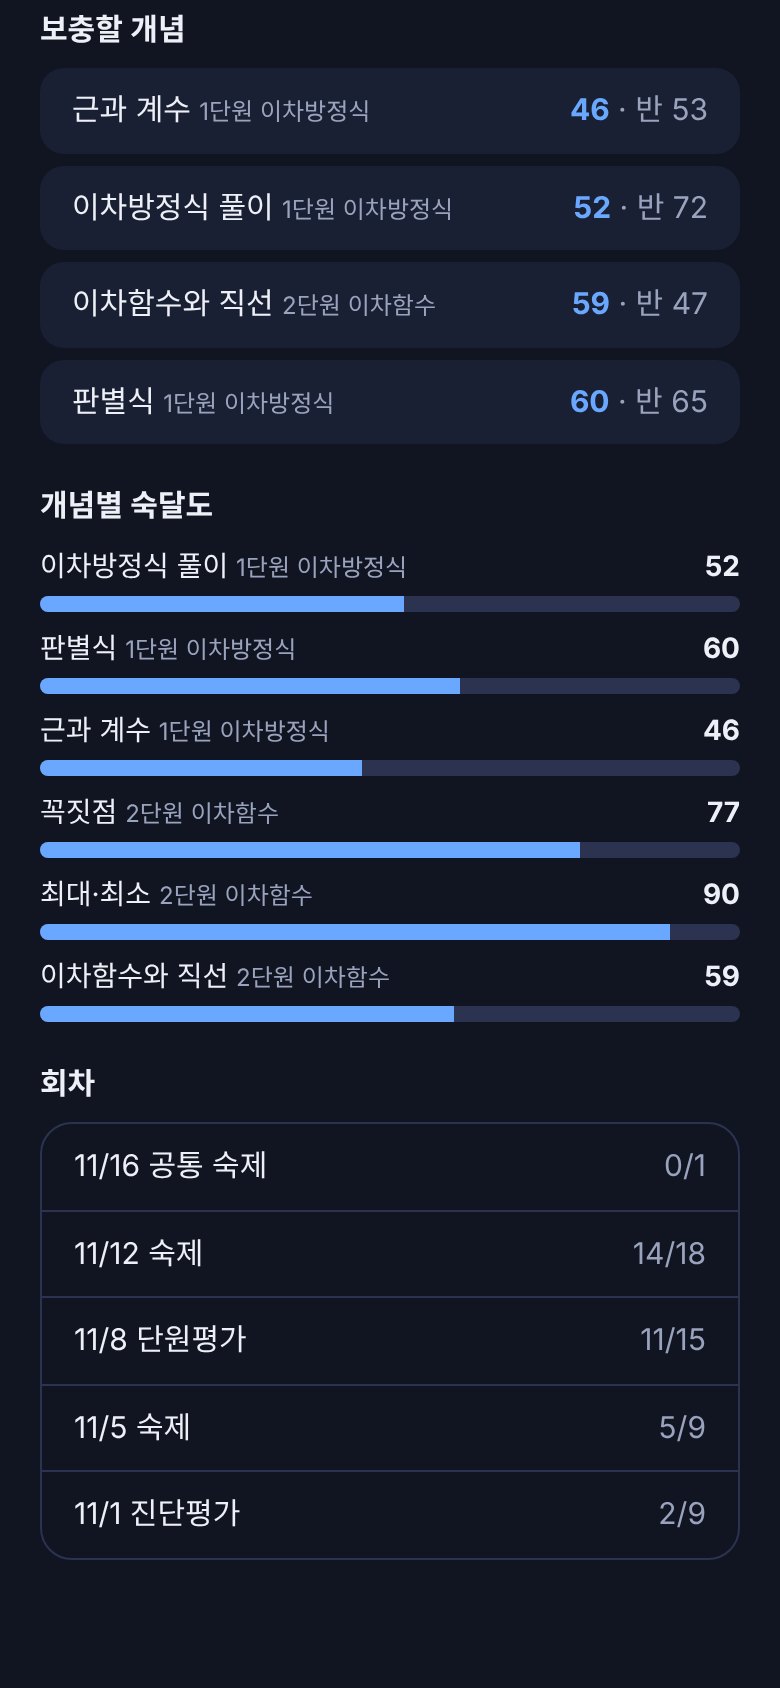 보충할 개념
근과 계수 1단원 이차방정식 46 · 반 53
이차방정식 풀이 1단원 이차방정식 52 · 반 72
이차함수와 직선 2단원 이차함수 59 · 반 47
판별식 1단원 이차방정식 60 · 반 65
개념별 숙달도
이차방정식 풀이 1단원 이차방정식 52
판별식 1단원 이차방정식 60
근과 계수 1단원 이차방정식 46
꼭짓점 2단원 이차함수 77
최대·최소 2단원 이차함수 90
이차함수와 직선 2단원 이차함수 59
회차
11/16 공통 숙제 0/1
11/12 숙제 14/18
11/8 단원평가 11/15
11/5 숙제 5/9
11/1 진단평가 2/9